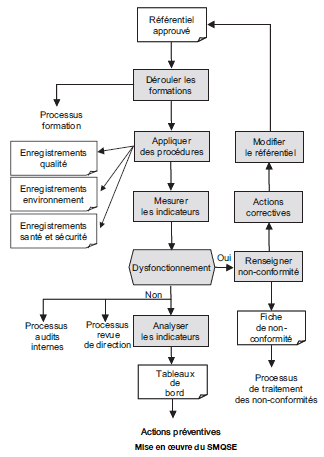 Référentiel
approuvé
Dérouler les
formations
Processus
formation
Appliquer
des procédures
Modifier
le référentiel
Enregistrements
qualité
Enregistrements
environnement
Enregistrements
santé et sécurité
Mesurer
les indicateurs
Actions
correctives
Dysfonctionnement
Oui
Renseigner
non-conformité
Non
Processus
audits
internes
Processus
revue
de direction
Analyser
les indicateurs
Fiche
de non-
conformité
Tableaux
de
bord
Processus
de traitement
des non-conformités
Actions préventives
Mise en œuvre du SMQSE